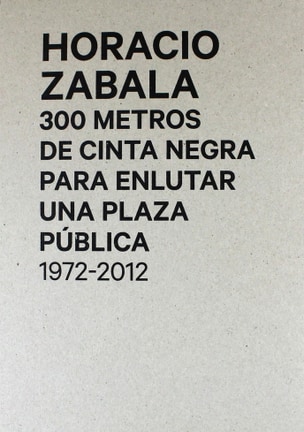 HORACIO
ZABALA
300 METROS
DE CINTA NEGRA
PARA ENLUTAR
UNA PLAZA
PÚBLICA
1972-2012